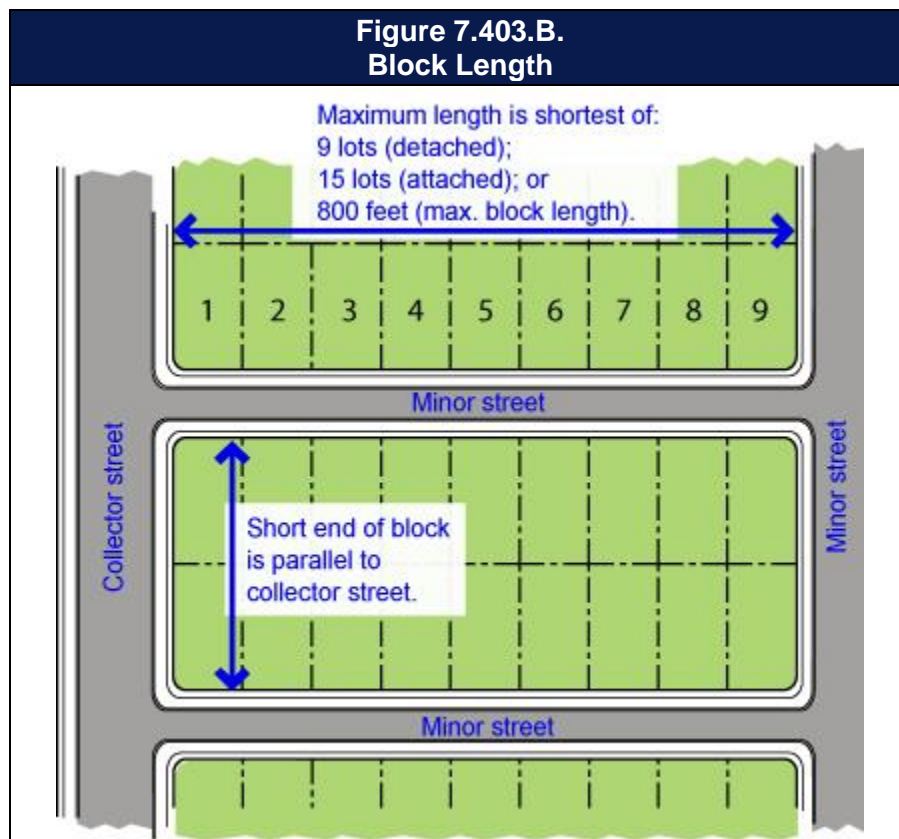 Figure 7.403.B.
Block Length
Maximum length is shortest of:
9 lots (detached);
15 lots (attached); or
800 feet (max. block length).
1 2 3 4 5 6 7 8 9
Minor street
Collector street
Minor street
Short end of block
is parallel to
collector street.
Minor street